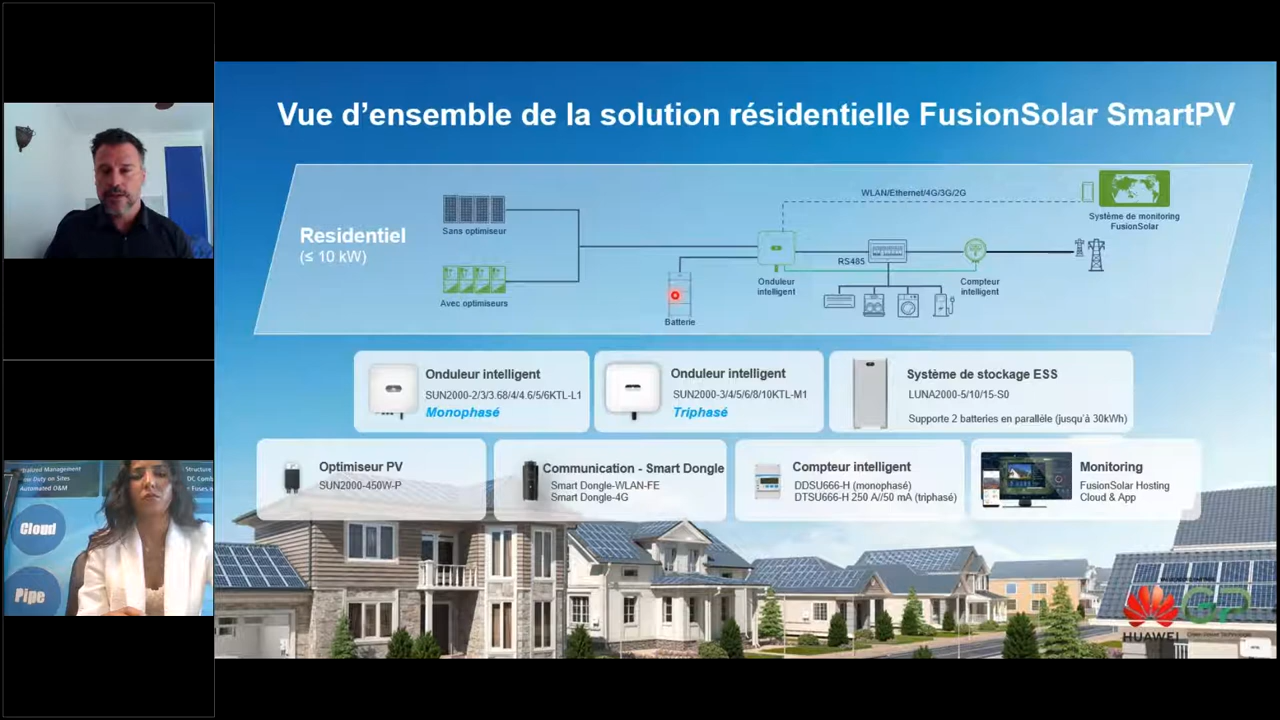 Vue d'ensemble de la solution résidentielle FusionSolar SmartPV
Residentiel
(≤ 10 kW)
Sans optimiseur
Avec optimiseurs
Batterie
WLAN/Ethernet/4G/3G/2G
Onduleur
intelligent
RS485
Compteur
intelligent
Système de monitoring
FusionSolar
Onduleur intelligent
SUN2000-2/3/3.68/4/4.6/5/6KTL-L1
Monophasé
Onduleur intelligent
SUN2000-3/4/5/6/8/10KTL-M1
Triphasé
Système de stockage ESS
LUNA2000-5/10/15-S0
Supporte 2 batteries en parallèle (jusqu'à 30kWh)
Optimiseur PV
SUN2000-450W-P
Communication - Smart Dongle
Smart Dongle-WLAN-FE
Smart Dongle-4G
Compteur intelligent
DDSU666-H (monophasé)
DTSU666-H 250 A//50 mA (triphasé)
Monitoring
FusionSolar Hosting
Cloud & App
HUAWEI
Management
on Sites
Automated O&M
Structure
Cloud
Pipe